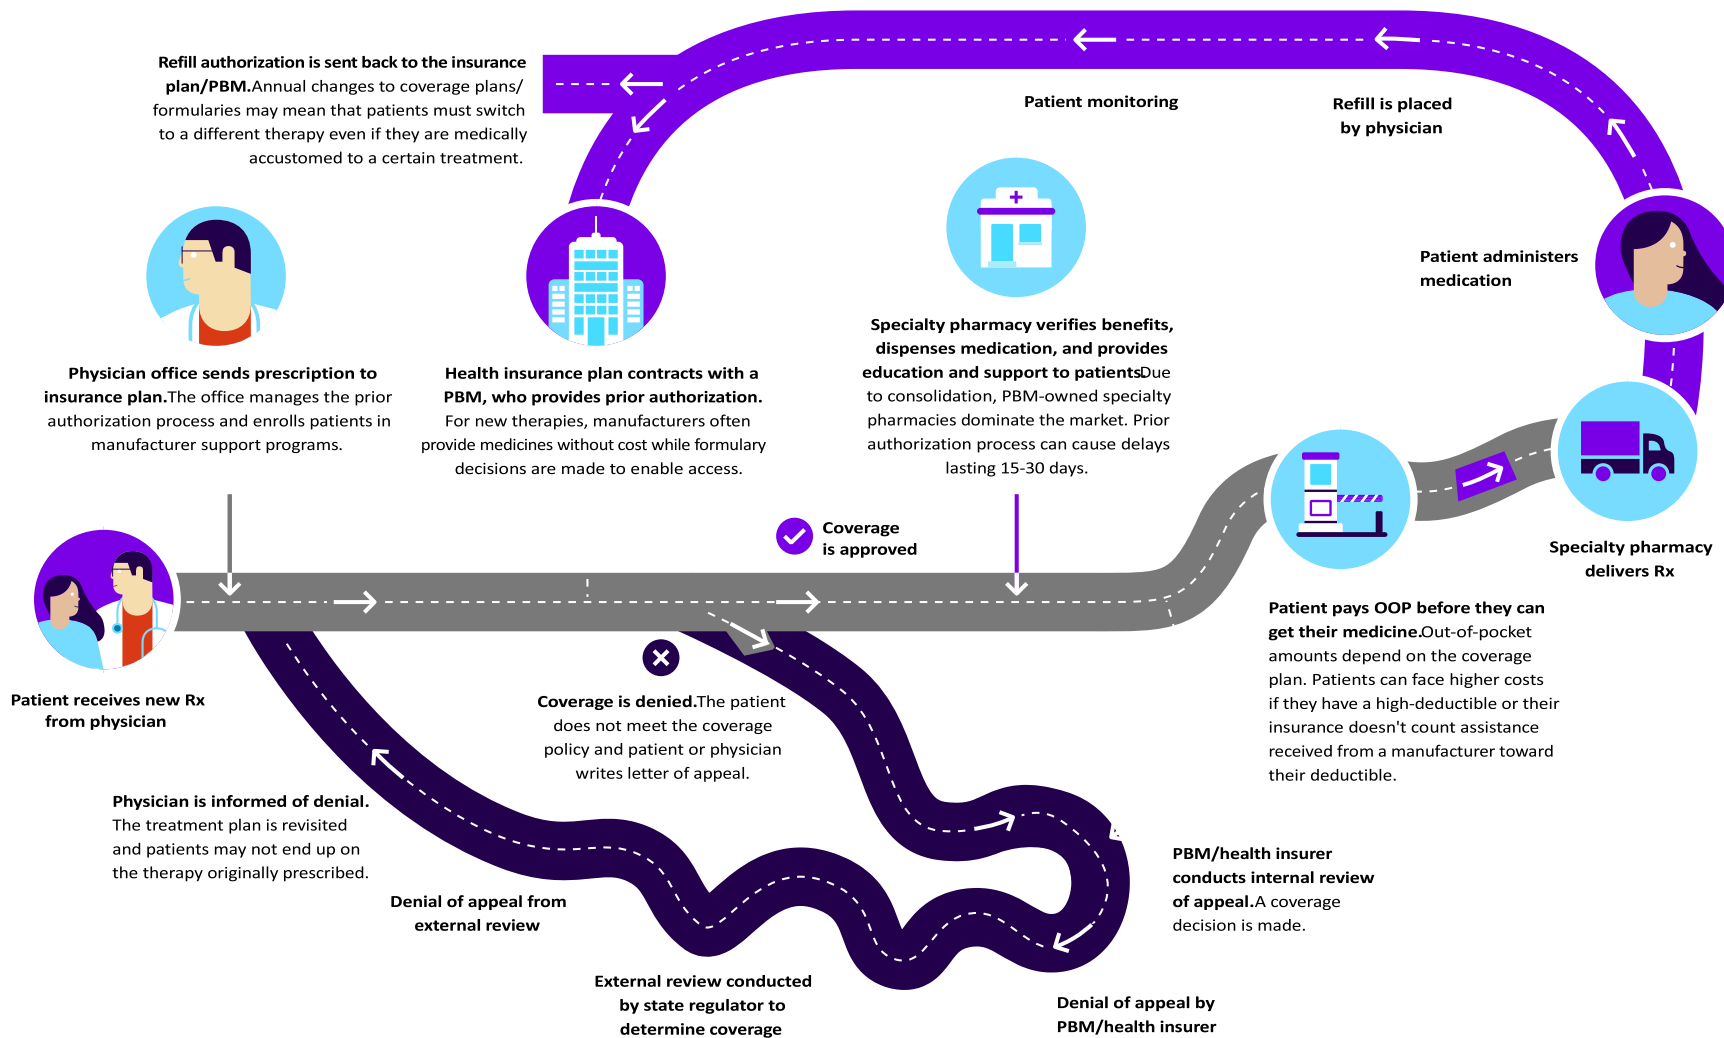 Refill authorization is sent back to the insurance
plan/PBM.Annual changes to coverage plans/
formularies may mean that patients must switch
to a different therapy even if they are medically
accustomed to a certain treatment.
Patient monitoring
Refill is placed
by physician
Patient administers
medication
Physician office sends prescription to
insurance plan.The office manages the prior
authorization process and enrolls patients in
manufacturer support programs.
Health insurance plan contracts with a
PBM, who provides prior authorization.
For new therapies, manufacturers often
provide medicines without cost while formulary
decisions are made to enable access.
Specialty pharmacy verifies benefits,
dispenses medication, and provides
education and support to patients.Due
to consolidation, PBM-owned specialty
pharmacies dominate the market. Prior
authorization process can cause delays
lasting 15-30 days.
Coverage
is approved
Specialty pharmacy
delivers Rx
Patient pays OOP before they can
get their medicine.Out-of-pocket
amounts depend on the coverage
plan. Patients can face higher costs
if they have a high-deductible or their
insurance doesn't count assistance
received from a manufacturer toward
their deductible.
Patient receives new Rx
from physician
Coverage is denied.The patient
does not meet the coverage
policy and patient or physician
writes letter of appeal.
Physician is informed of denial.
The treatment plan is revisited
and patients may not end up on
the therapy originally prescribed.
PBM/health insurer
conducts internal review
of appeal.A coverage
decision is made.
Denial of appeal from
external review
External review conducted
by state regulator to
determine coverage
Denial of appeal by
PBM/health insurer